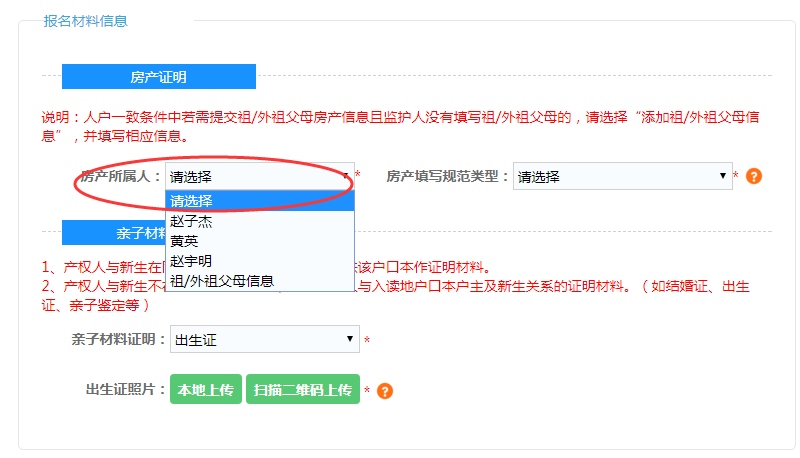 报名材料信息
房产证明
说明：人户一致条件中若需提交祖/外祖父母房产信息且监护人没有填写祖/外祖父母的，请选择“添加祖/外祖父母信
息”，并填写相应信息。
房产所属人：请选择 * 房产填写规范类型：请选择 * ?
请选择
赵子杰
黄英
赵宇明
祖/外祖父母信息
亲子材料
1、产权人与新生在 该户口本作证明材料。
2、产权人与新生不在 与入读地户口本户主及新生关系的证明材料。（如结婚证、出生
证、亲子鉴定等）
亲子材料证明：出生证 *
出生证照片：本地上传 扫描二维码上传 * ?